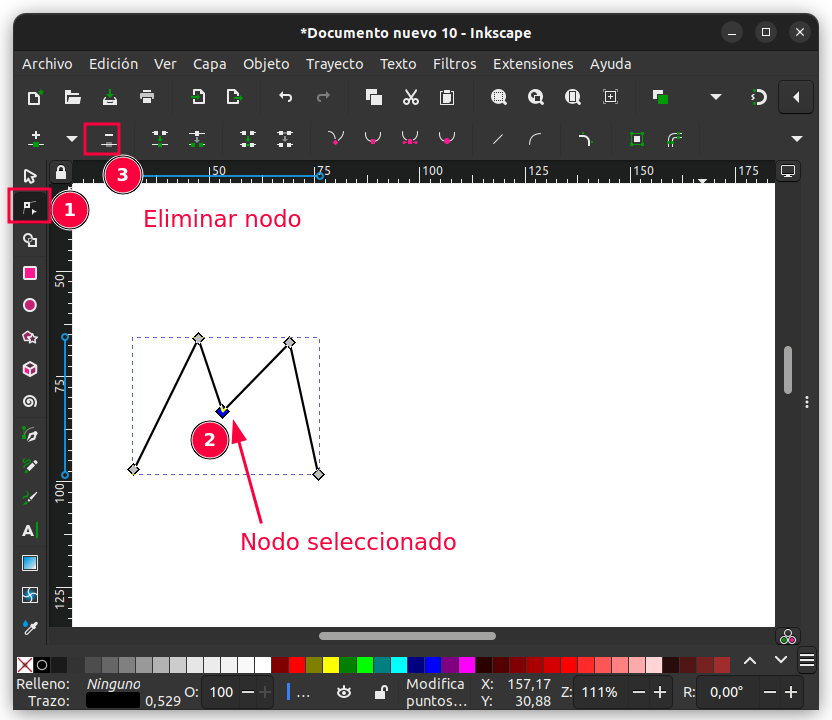 *Documento nuevo 10 - Inkscape
Archivo Edición Ver Capa Objeto Trayecto Texto Filtros Extensiones Ayuda
3
50 75 100 125 150 175
1
Eliminar nodo
50
75
2
100
Nodo seleccionado
A
125
Relleno: Ninguno
Trazo: 0,529 O: 100 ... Modifica puntos... X: 157,17 Y: 30,88 Z: 111% R: 0,00°